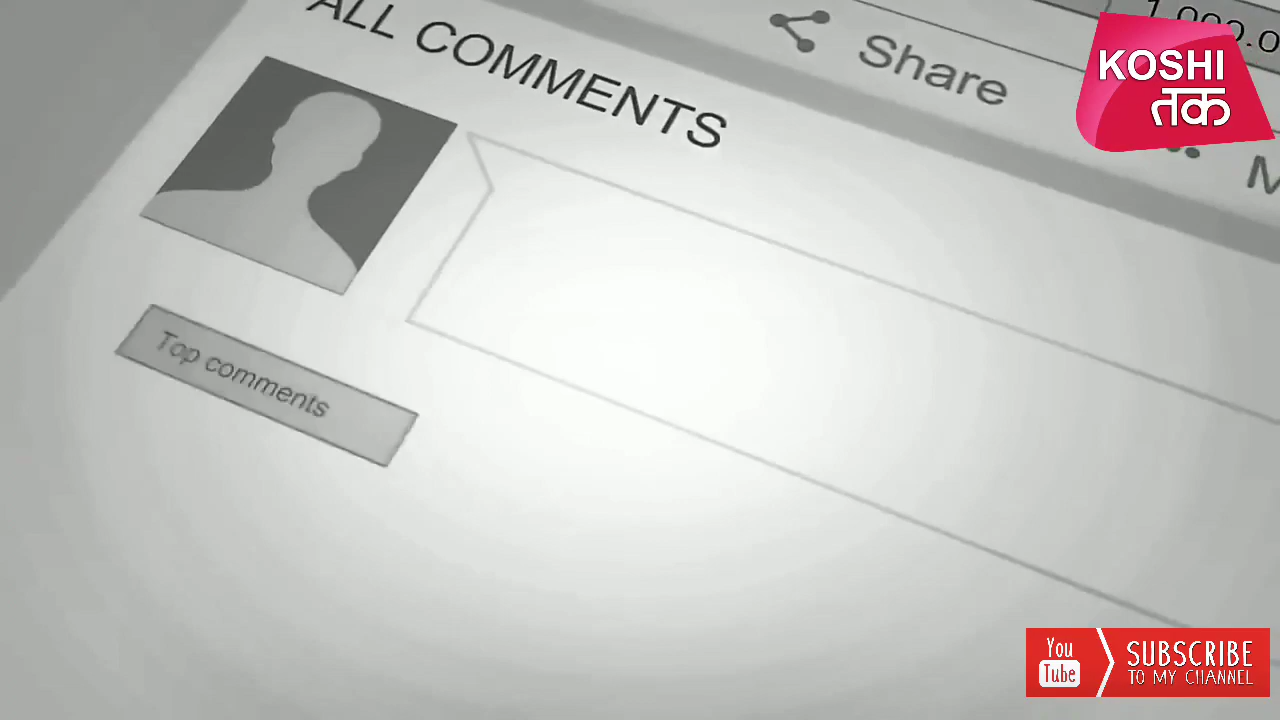 ALL COMMENTS
Share
KOSHI
तक
Top comments
You
Tube
SUBSCRIBE
TO MY CHANNEL